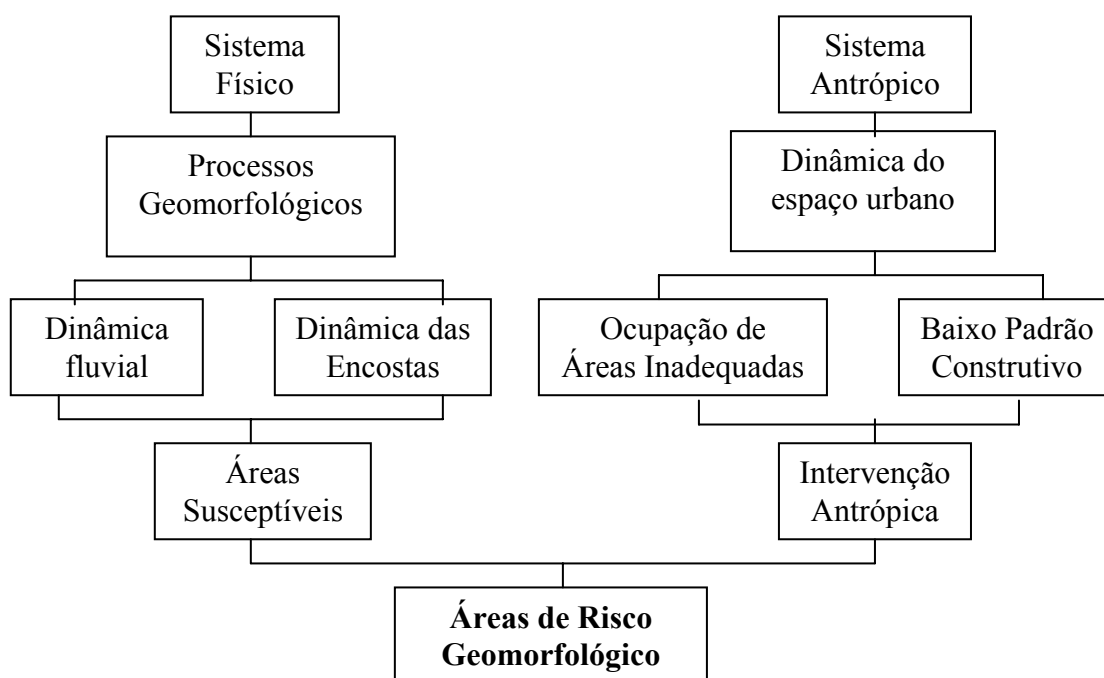 Sistema
Físico
Sistema
Antrópico
Processos
Geomorfológicos
Dinâmica do
espaço urbano
Dinâmica
fluvial
Dinâmica das
Encostas
Ocupação de
Áreas Inadequadas
Baixo Padrão
Construtivo
Áreas
Susceptíveis
Intervenção
Antrópica
Áreas de Risco
Geomorfológico